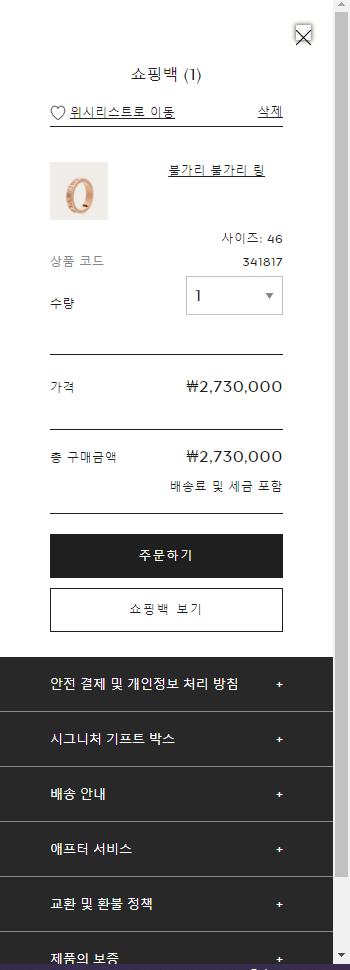 쇼핑백 (1)
위시리스트로 이동 삭제
불가리 불가리 링
사이즈: 46
상품 코드 341817
수량 1
가격 ₩2,730,000
총 구매금액 ₩2,730,000
배송료 및 세금 포함
주문하기
쇼핑백 보기
안전 결제 및 개인정보 처리 방침 +
시그니처 기프트 박스 +
배송 안내 +
애프터 서비스 +
교환 및 환불 정책 +
제품의 보증 +